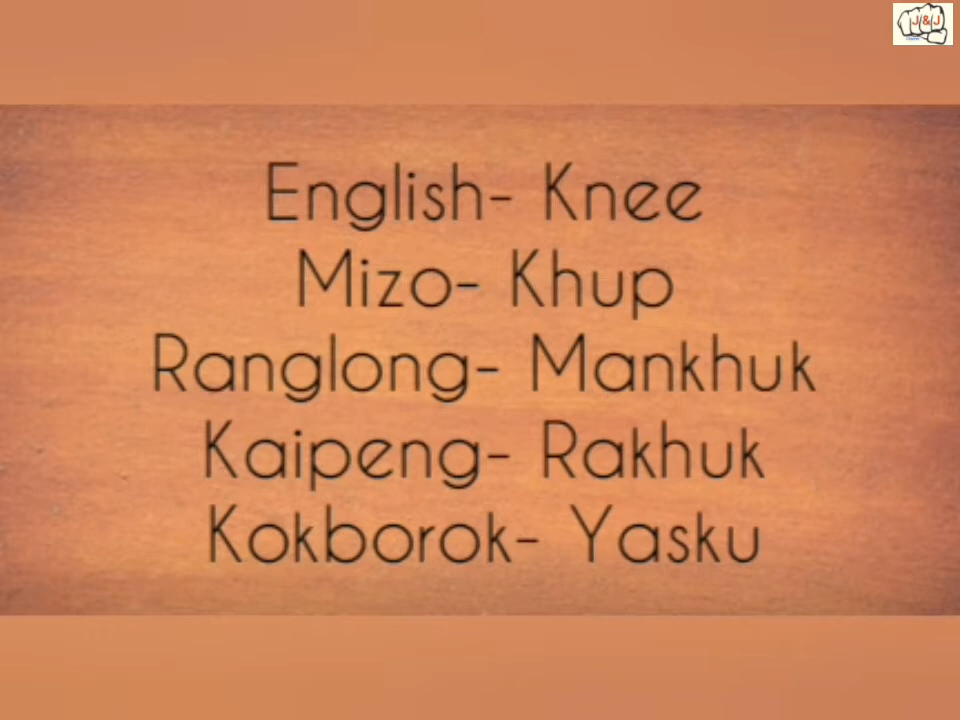 J&J
English- Knee
Mizo- Khup
Ranglong- Mankhuk
Kaipeng- Rakhuk
Kokborok- Yasku